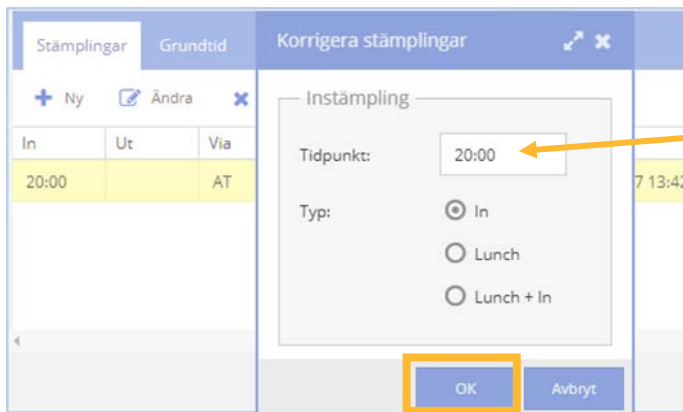 Stämplingar Grundtid
Ny Ändra
In Ut Via
20:00 AT 7 13:42
Korrigera stämplingar
Instämpling
Tidpunkt: 20:00
Typ: In
Lunch
Lunch + In
OK Avbryt